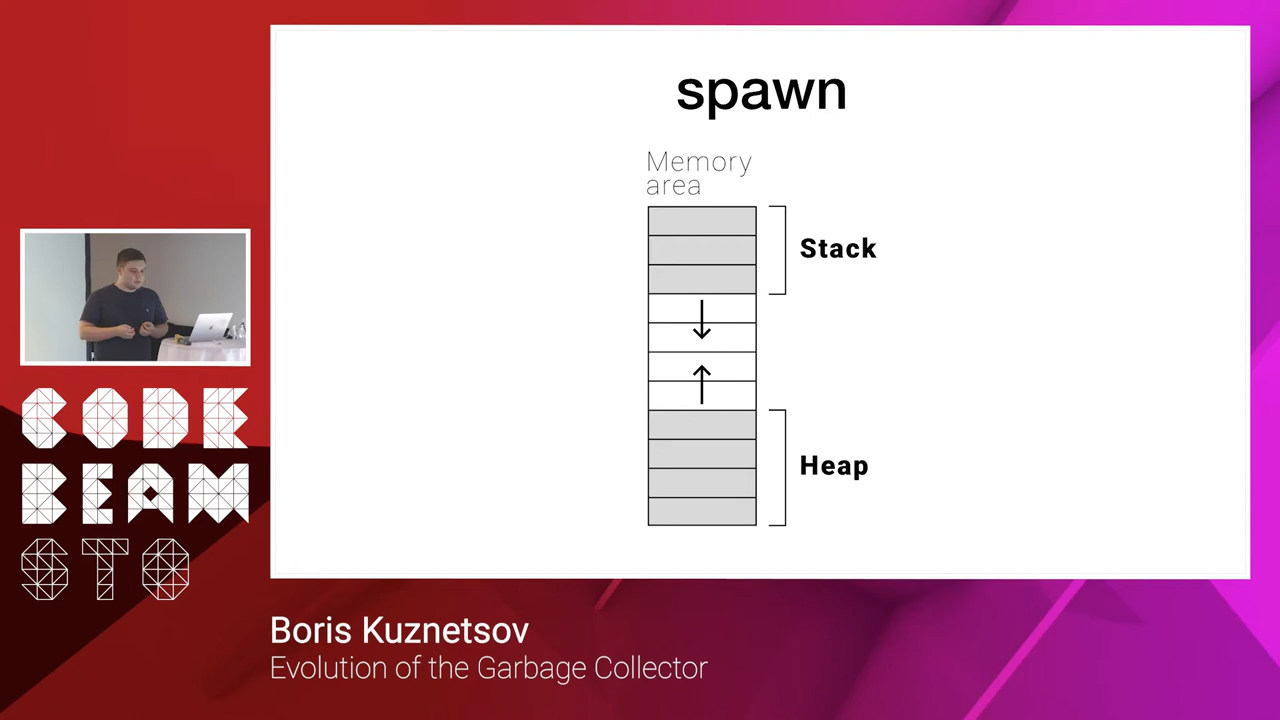 spawn
Memory
area
Stack
Heap
CODE
BEAM
STO
Boris Kuznetsov
Evolution of the Garbage Collector